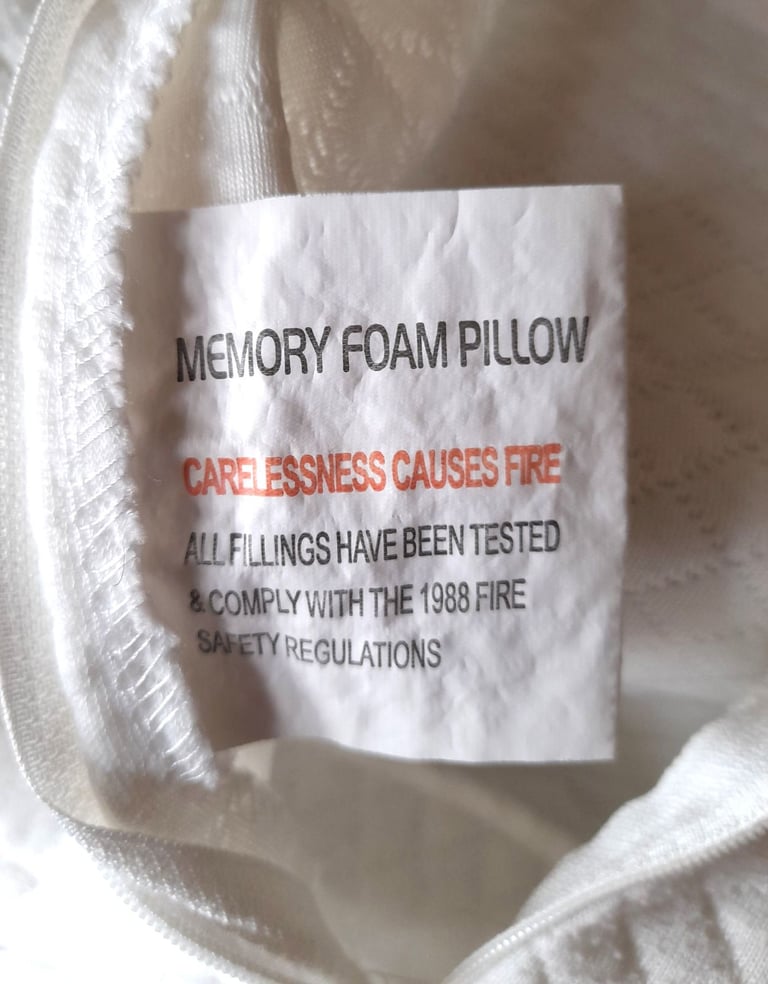 MEMORY FOAM PILLOW
CARELESSNESS CAUSES FIRE
ALL FILLINGS HAVE BEEN TESTED
& COMPLY WITH THE 1988 FIRE
SAFETY REGULATIONS